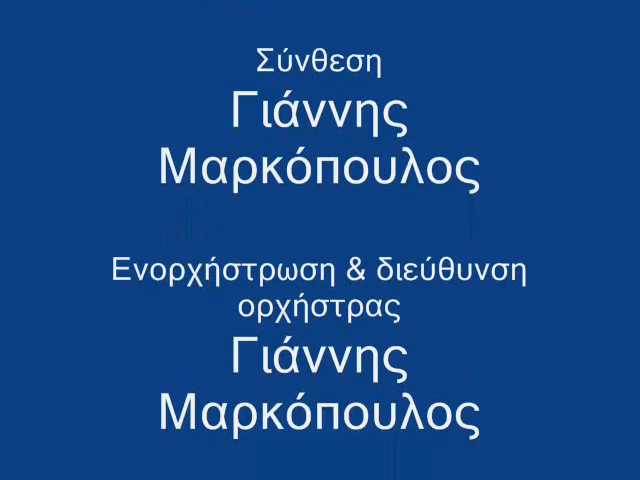 Σύνθεση
Γιάννης
Μαρκόπουλος
Ενορχήστρωση & διεύθυνση
ορχήστρας
Γιάννης
Μαρκόπουλος